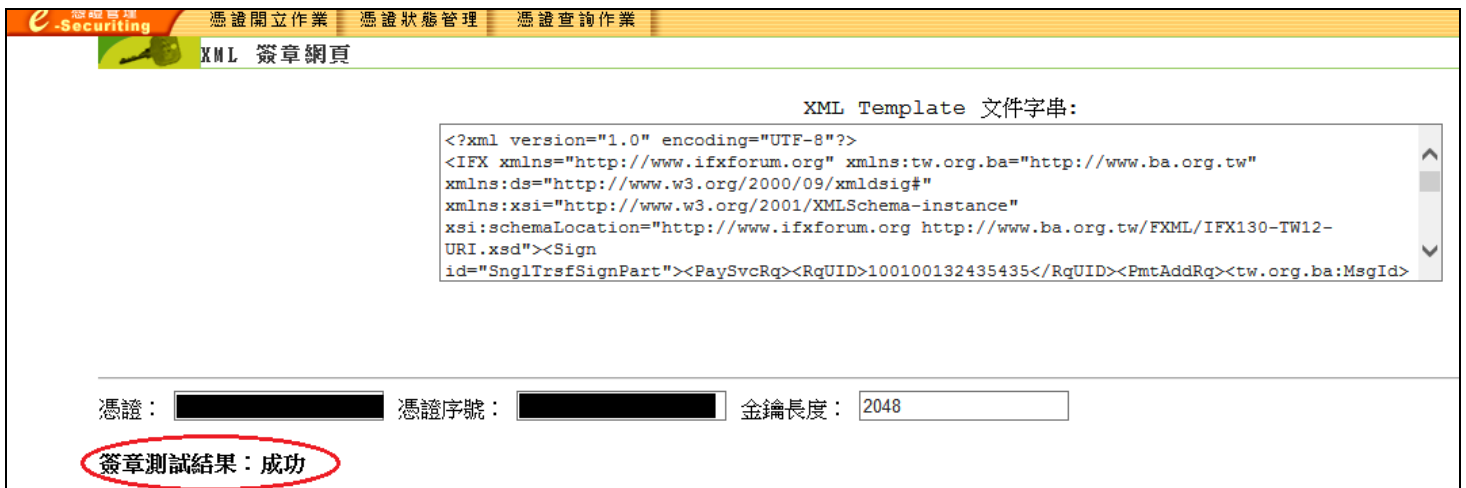 憑證管理
e-Securiting
憑證開立作業 憑證狀態管理 憑證查詢作業
XML 簽章網頁
XML Template 文件字串:
<?xml version="1.0" encoding="UTF-8"?>
<IFX xmlns="http://www.ifxforum.org" xmlns:tw.org.ba="http://www.ba.org.tw"
xmlns:ds="http://www.w3.org/2000/09/xmldsig#"
xmlns:xsi="http://www.w3.org/2001/XMLSchema-instance"
xsi:schemaLocation="http://www.ifxforum.org http://www.ba.org.tw/FXML/IFX130-TW12-
URI.xsd"><Sign
id="SnglTrsfSignPart"><PaySvcRq><RqUID>100100132435435</RqUID><PmtAddRq><tw.org.ba:MsgId>
憑證： 憑證序號： 金鑰長度： 2048
簽章測試結果：成功